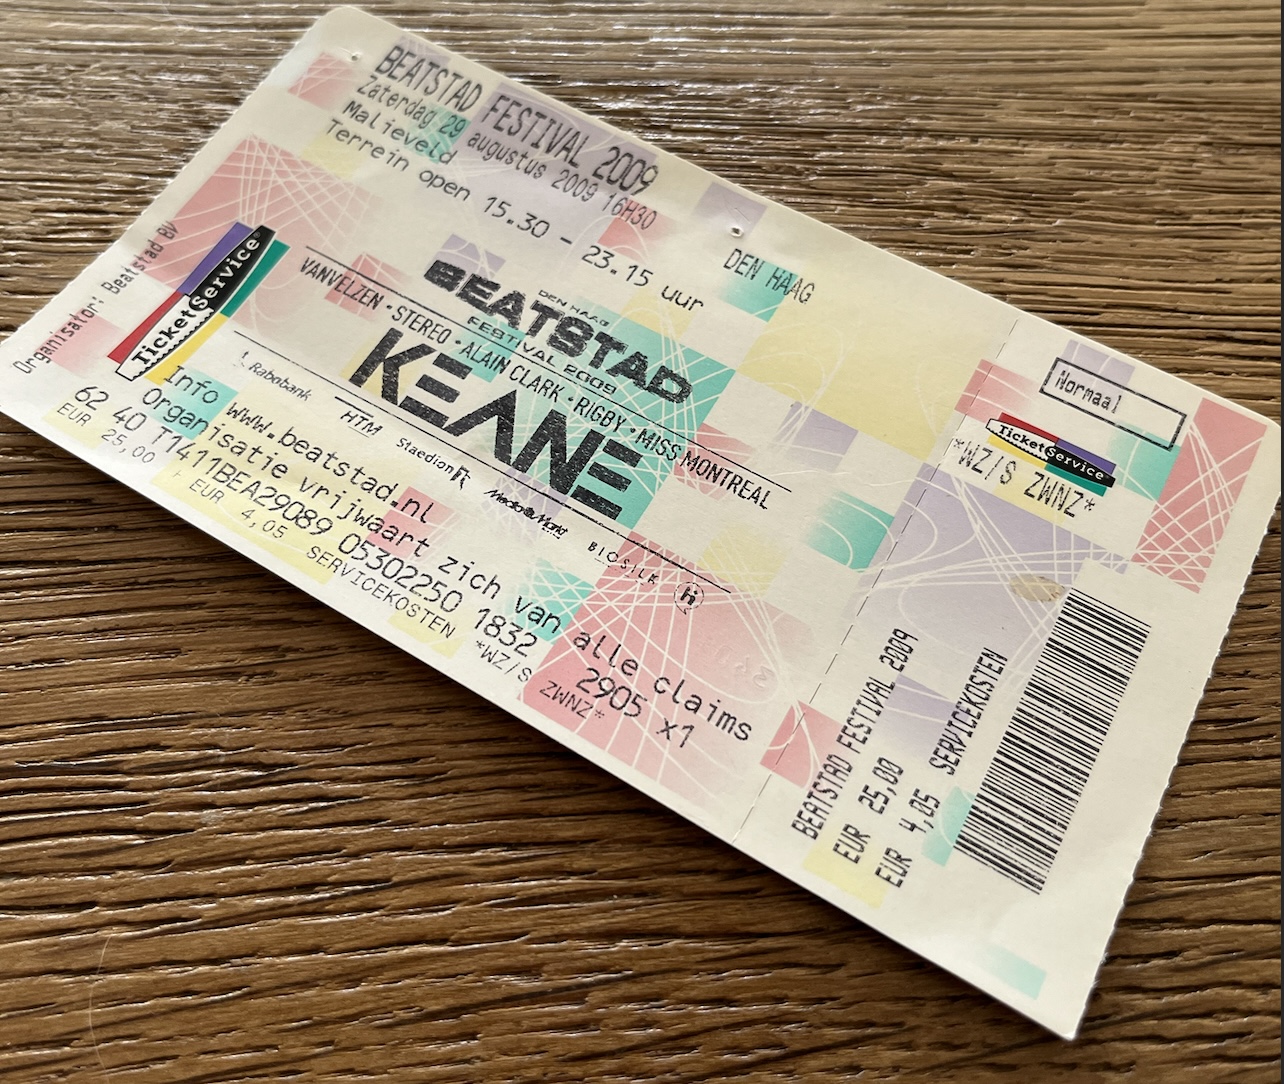 BEATSTAD FESTIVAL 2009
Zaterdag 29 augustus 2009 16H30
Malieveld DEN HAAG
Terrein open 15.30 - 23.15 uur
Organisator: Beatstad BV
TicketService®
DEN HAAG
BEATSTAD
FESTIVAL 2009
VANVELZEN • STEREO • ALAIN CLARK • RIGBY • MISS MONTREAL
KEANE
Rabobank HTM Staedion Media Markt BIOSILK H
Info www.beatstad.nl
Organisatie vrijwaart zich van alle claims
62 40 T1411BEA29089 05302250 1832 2905 x1
EUR 25,00 EUR 4,05 SERVICEKOSTEN *WZ/S ZWNZ*
Normaal
TicketService
*WZ/S ZWNZ*
BEATSTAD FESTIVAL 2009
EUR 25,00
EUR 4,05 SERVICEKOSTEN